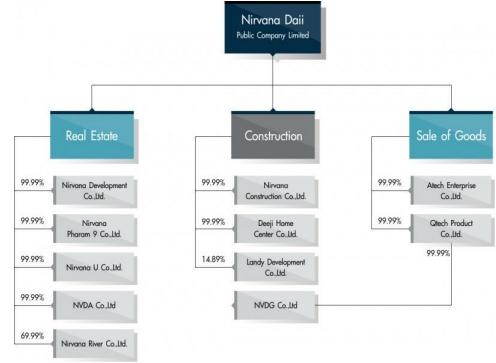 Nirvana Daii
Public Company Limited
Real Estate
Construction
Sale of Goods
99.99%
Nirvana Development
Co.,Ltd.
99.99%
Nirvana
Pharam 9 Co.,Ltd.
99.99%
Nirvana U Co.,Ltd.
99.99%
NVDA Co.,Ltd
69.99%
Nirvana River Co.,Ltd.
99.99%
Nirvana
Construction Co.,Ltd.
99.99%
Deeji Home
Center Co.,Ltd.
14.89%
Landy Development
Co.,Ltd.
NVDG Co.,Ltd
99.99%
Atech Enterprise
Co.,Ltd.
99.99%
Qtech Product
Co.,Ltd.
99.99%